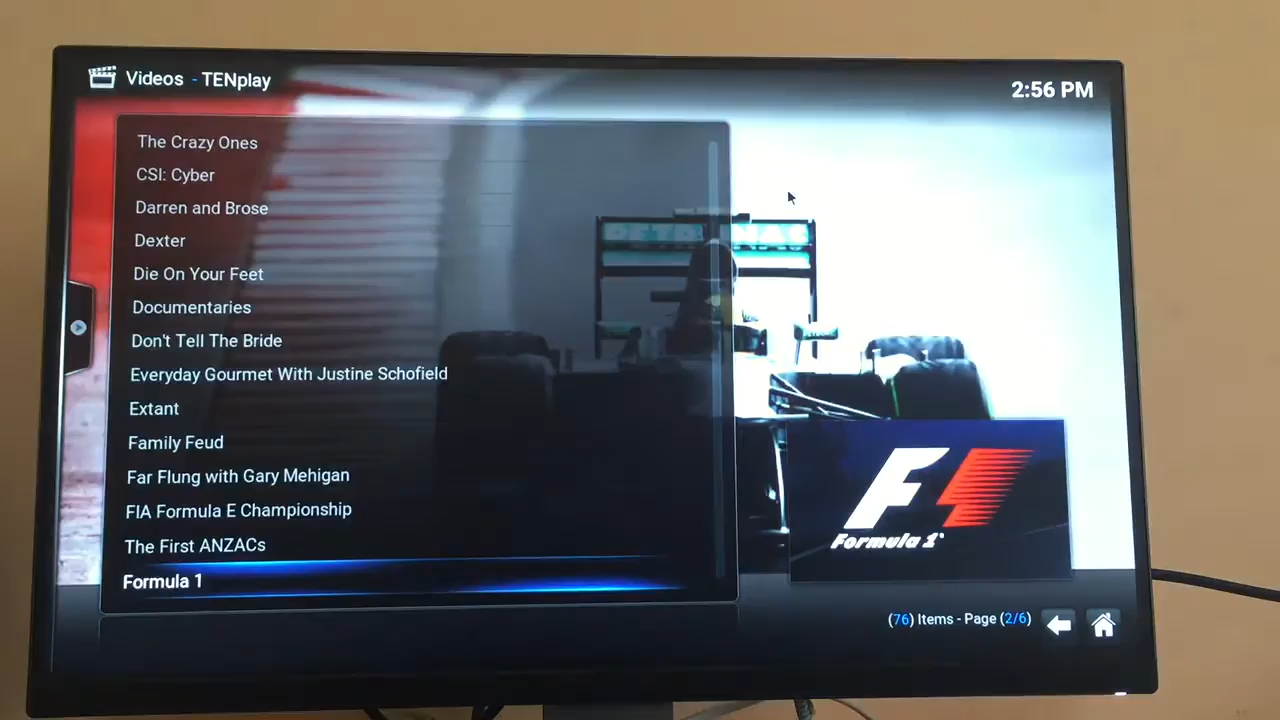 Videos - TENplay
2:56 PM
The Crazy Ones
CSI: Cyber
Darren and Brose
Dexter
Die On Your Feet
Documentaries
Don't Tell The Bride
Everyday Gourmet With Justine Schofield
Extant
Family Feud
Far Flung with Gary Mehigan
FIA Formula E Championship
The First ANZACs
Formula 1
PETRONAS
F1
Formula 1
(76) Items - Page (2/6)